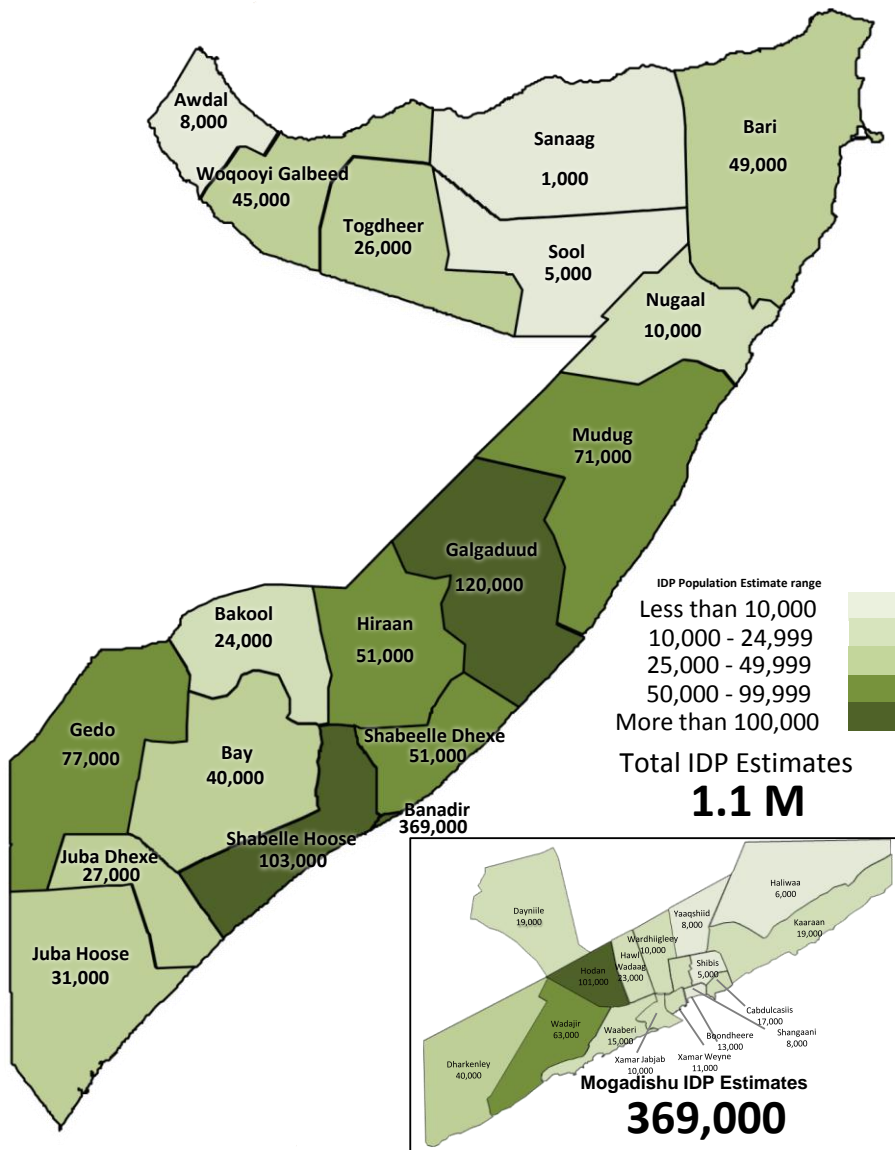 Awdal
8,000
Woqooyi Galbeed
45,000
Togdheer
26,000
Sanaag
1,000
Sool
5,000
Bari
49,000
Nugaal
10,000
Mudug
71,000
Galgaduud
120,000
Hiraan
51,000
Bakool
24,000
Gedo
77,000
Bay
40,000
Shabeelle Dhexe
51,000
Banadir
369,000
Shabelle Hoose
103,000
Juba Dhexe
27,000
Juba Hoose
31,000
IDP Population Estimate range
Less than 10,000
10,000 - 24,999
25,000 - 49,999
50,000 - 99,999
More than 100,000
Total IDP Estimates
1.1 M
Dayniile
19,000
Haliwaa
6,000
Yaaqshiid
8,000
Kaaraan
19,000
Wardhiigleey
10,000
Hawl
Wadaag
23,000
Hodan
101,000
Shibis
5,000
Cabdulcasiis
17,000
Shangaani
8,000
Boondheere
13,000
Xamar Weyne
11,000
Xamar Jabjab
10,000
Waaberi
15,000
Wadajir
63,000
Dharkenley
40,000
Mogadishu IDP Estimates
369,000